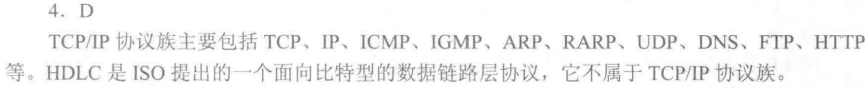 4．D
TCP/IP 协议族主要包括 TCP、IP、ICMP、IGMP、ARP、RARP、UDP、DNS、FTP、HTTP
等。HDLC 是 ISO 提出的一个面向比特型的数据链路层协议，它不属于 TCP/IP 协议族。